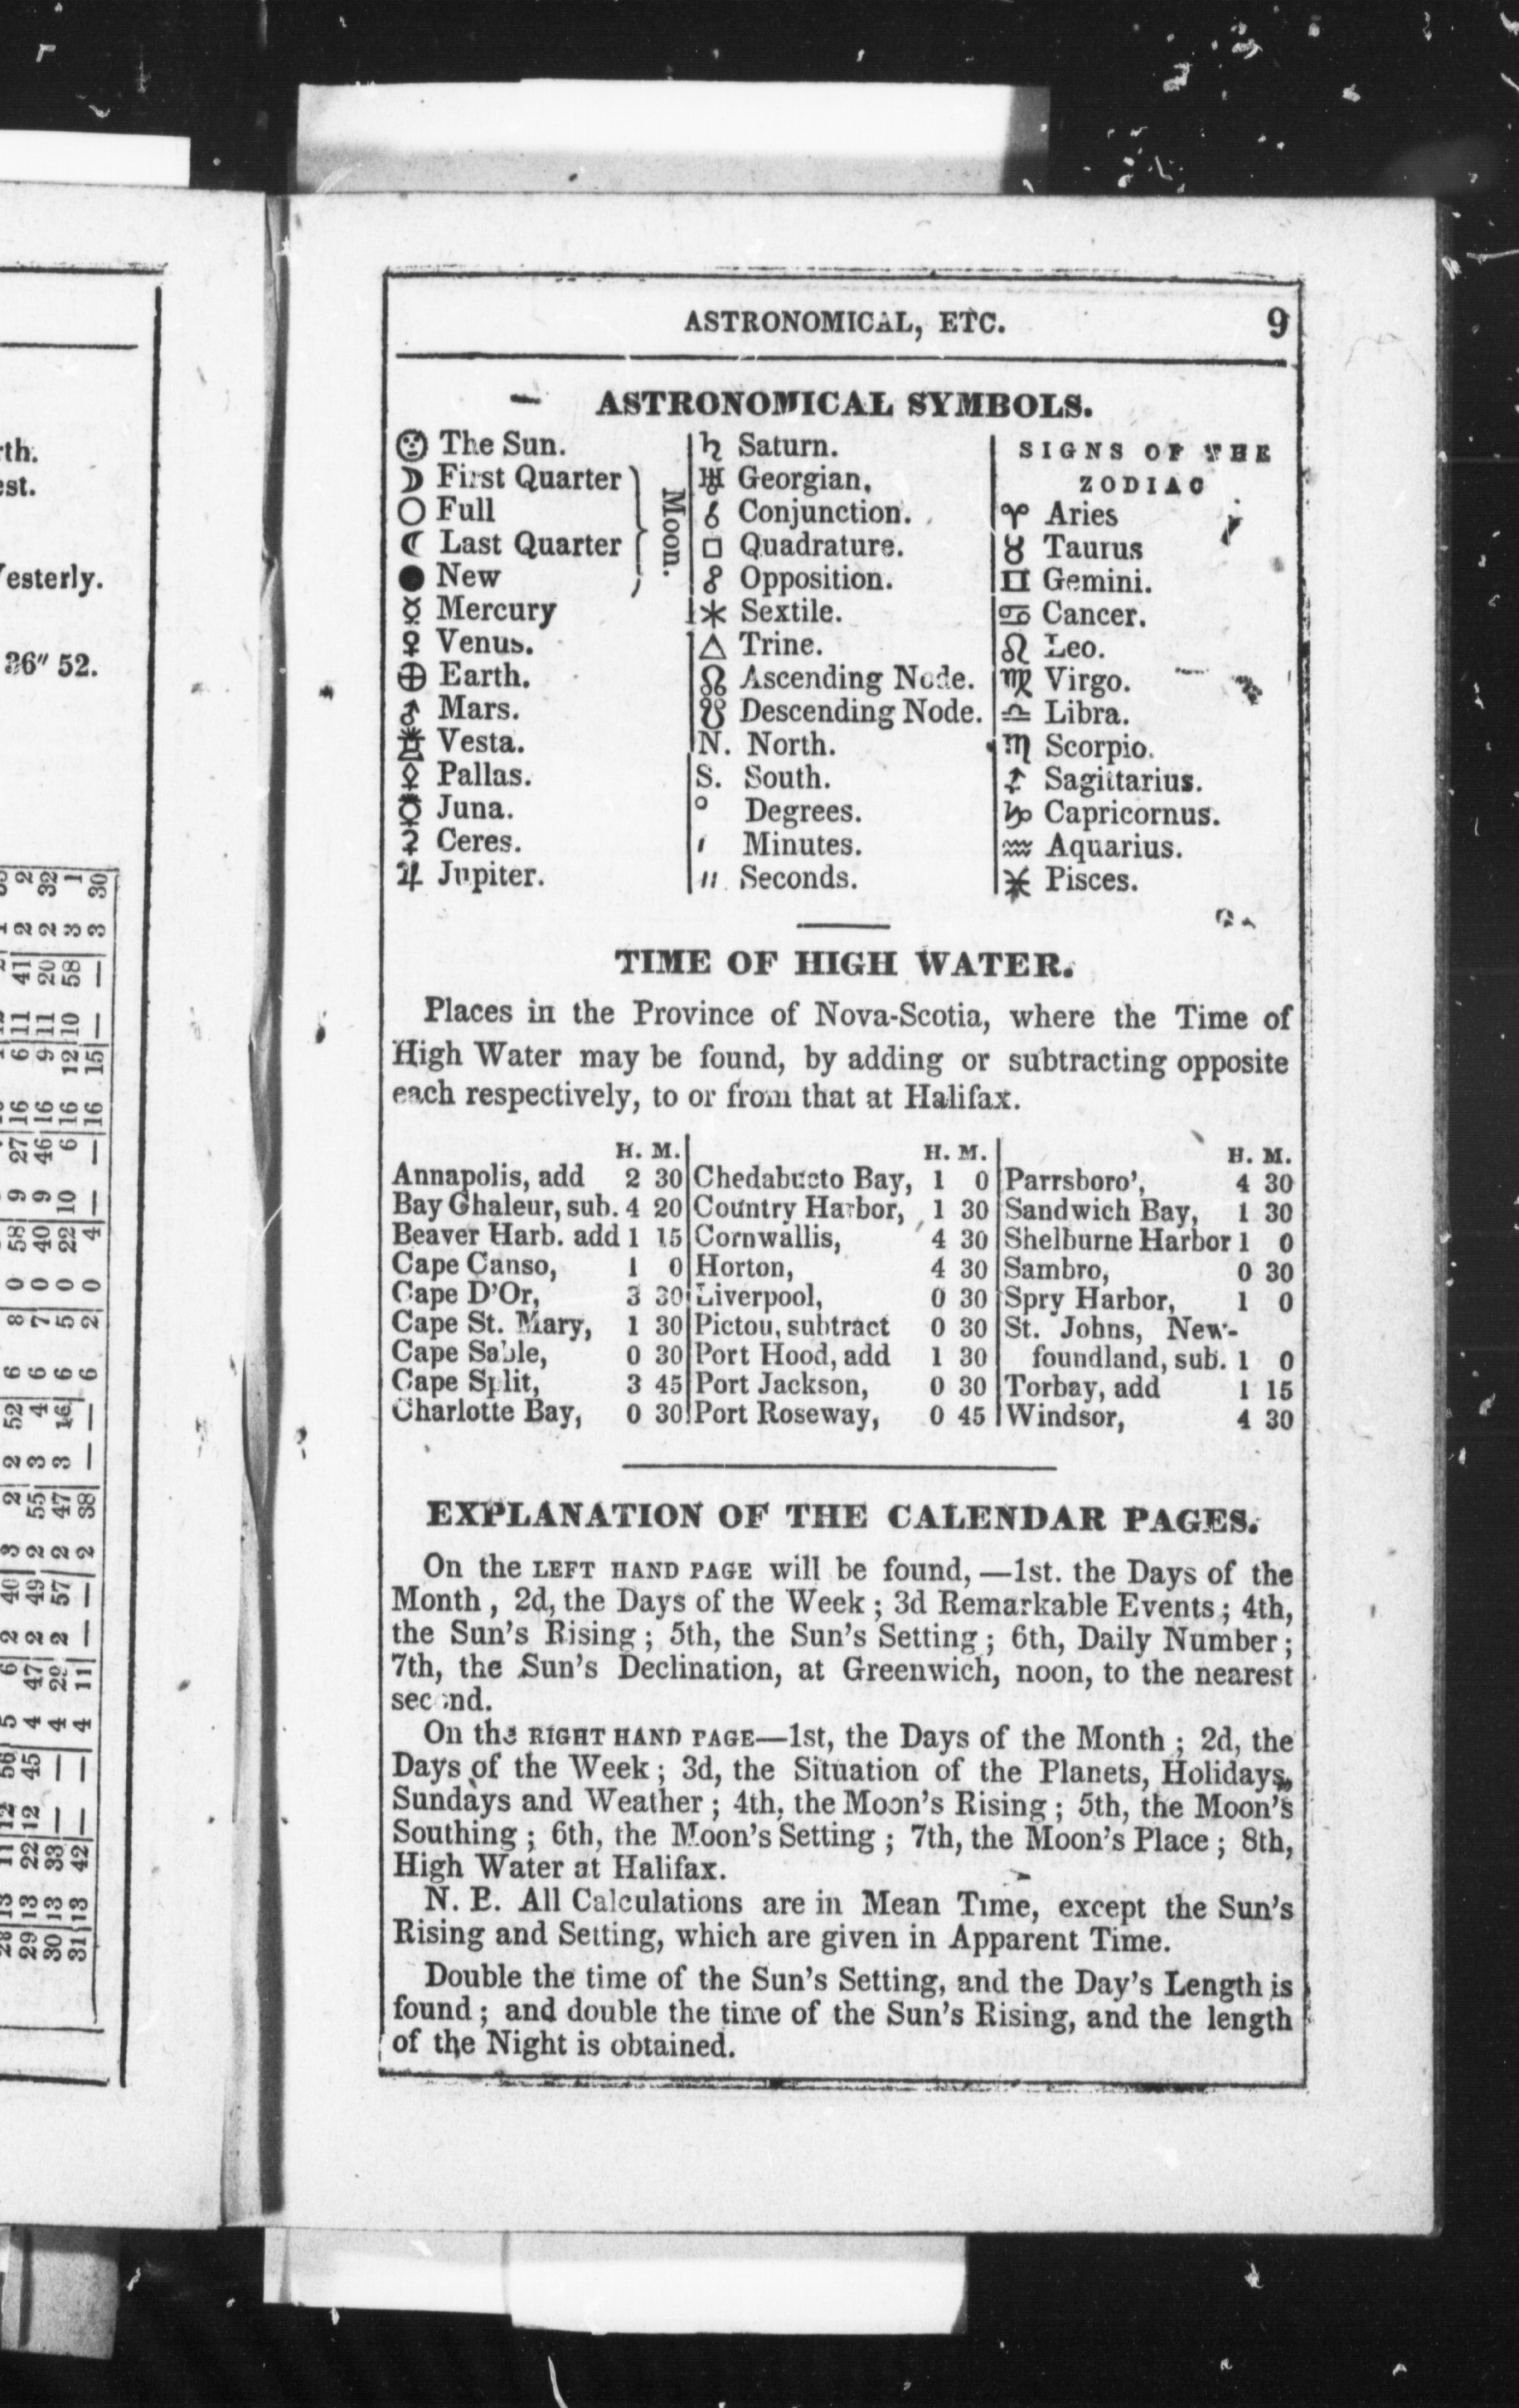 ASTRONOMICAL, ETC. 9
ASTRONOMICAL SYMBOLS.
☉ The Sun.
☽ First Quarter
○ Full
☾ Last Quarter
● New
Moon.
☿ Mercury
♀ Venus.
⊕ Earth.
♂ Mars.
⚶ Vesta.
⚴ Pallas.
⚵ Juna.
⚳ Ceres.
♃ Jupiter.
♄ Saturn.
♅ Georgian.
☌ Conjunction.
□ Quadrature.
☍ Opposition.
⚹ Sextile.
△ Trine.
☊ Ascending Node.
☋ Descending Node.
N. North.
S. South.
° Degrees.
′ Minutes.
″ Seconds.
SIGNS OF THE
ZODIAC
♈ Aries
♉ Taurus
♊ Gemini.
♋ Cancer.
♌ Leo.
♍ Virgo.
♎ Libra.
♏ Scorpio.
♐ Sagittarius.
♑ Capricornus.
♒ Aquarius.
♓ Pisces.
TIME OF HIGH WATER.
Places in the Province of Nova-Scotia, where the Time of
High Water may be found, by adding or subtracting opposite
each respectively, to or from that at Halifax.
H. M.
Annapolis, add 2 30
Bay Ghaleur, sub. 4 20
Beaver Harb. add 1 15
Cape Canso, 1 0
Cape D'Or, 3 30
Cape St. Mary, 1 30
Cape Sable, 0 30
Cape Split, 3 45
Charlotte Bay, 0 30
H. M.
Chedabucto Bay, 1 0
Country Harbor, 1 30
Cornwallis, 4 30
Horton, 4 30
Liverpool, 0 30
Pictou, subtract 0 30
Port Hood, add 1 30
Port Jackson, 0 30
Port Roseway, 0 45
H. M.
Parrsboro', 4 30
Sandwich Bay, 1 30
Shelburne Harbor 1 0
Sambro, 0 30
Spry Harbor, 1 0
St. Johns, New-
foundland, sub. 1 0
Torbay, add 1 15
Windsor, 4 30
EXPLANATION OF THE CALENDAR PAGES.
On the LEFT HAND PAGE will be found,—1st. the Days of the
Month, 2d, the Days of the Week; 3d Remarkable Events; 4th,
the Sun's Rising; 5th, the Sun's Setting; 6th, Daily Number;
7th, the Sun's Declination, at Greenwich, noon, to the nearest
second.
On the RIGHT HAND PAGE—1st, the Days of the Month; 2d, the
Days of the Week; 3d, the Situation of the Planets, Holidays,
Sundays and Weather; 4th, the Moon's Rising; 5th, the Moon's
Southing; 6th, the Moon's Setting; 7th, the Moon's Place; 8th,
High Water at Halifax.
N. B. All Calculations are in Mean Time, except the Sun's
Rising and Setting, which are given in Apparent Time.
Double the time of the Sun's Setting, and the Day's Length is
found; and double the time of the Sun's Rising, and the length
of the Night is obtained.